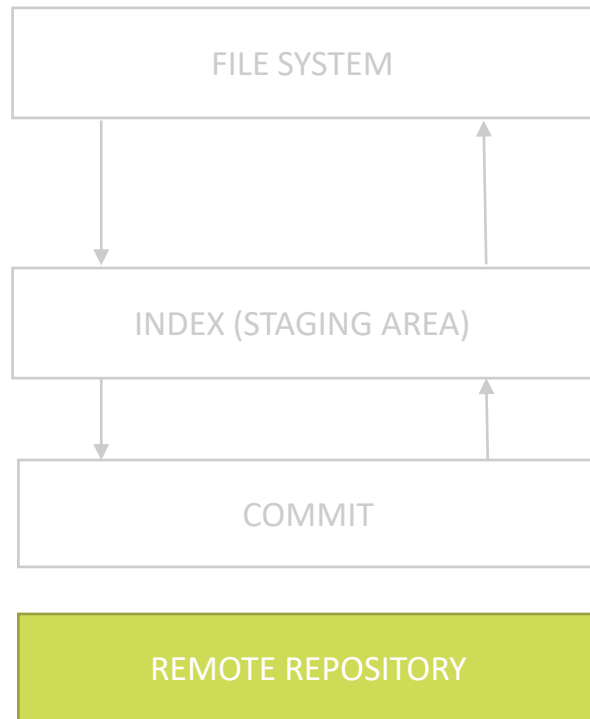 FILE SYSTEM
INDEX (STAGING AREA)
COMMIT
REMOTE REPOSITORY